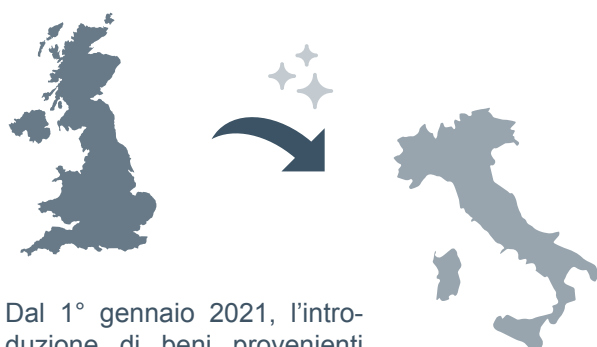 Dal 1° gennaio 2021, l’intro-
duzione di beni provenienti